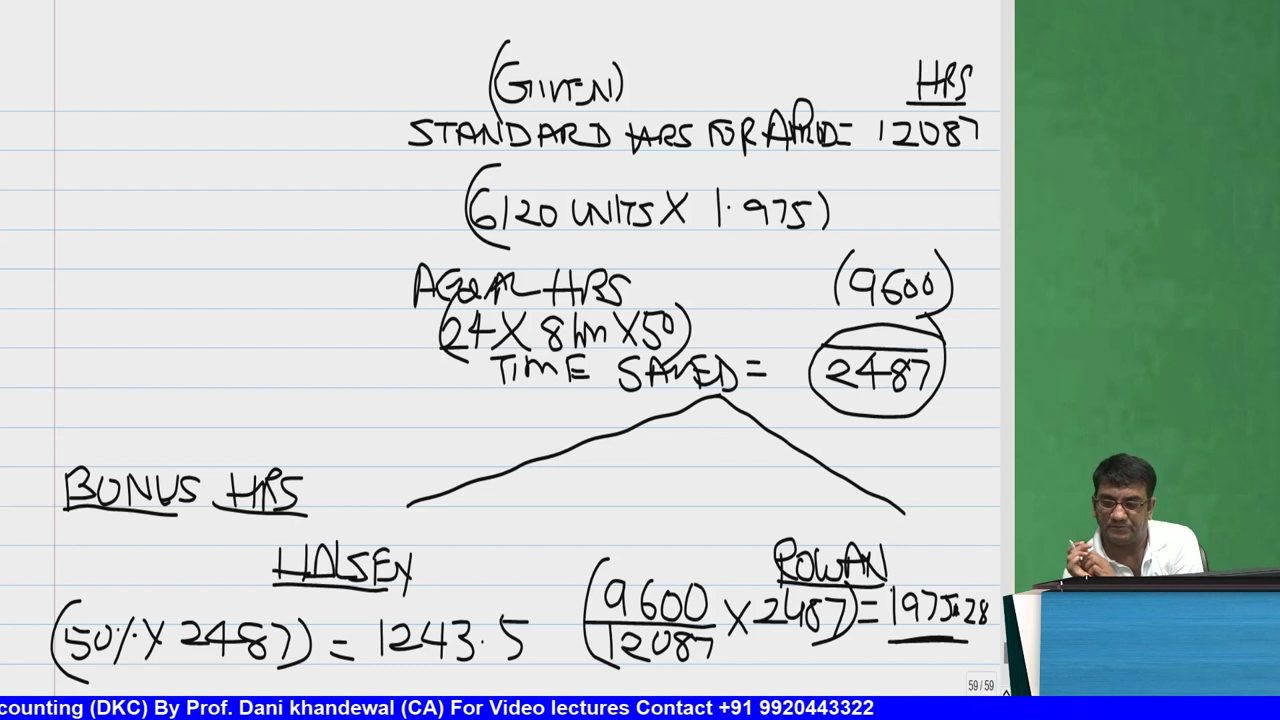 (GIVEN)
HRS
STANDARD HRS FOR APRIL = 12087
(6120 UNITS X 1.975)
ACTUAL HRS (9600)
(24 X 8 hrs X 50)
TIME SAVED = 2487
BONUS HRS
HALSEY
ROWAN
(50% X 2487) = 1243.5
(9600/12087 X 2487) = 1975.28
59 / 59
counting (DKC) By Prof. Dani khandewal (CA) For Video lectures Contact +91 9920443322